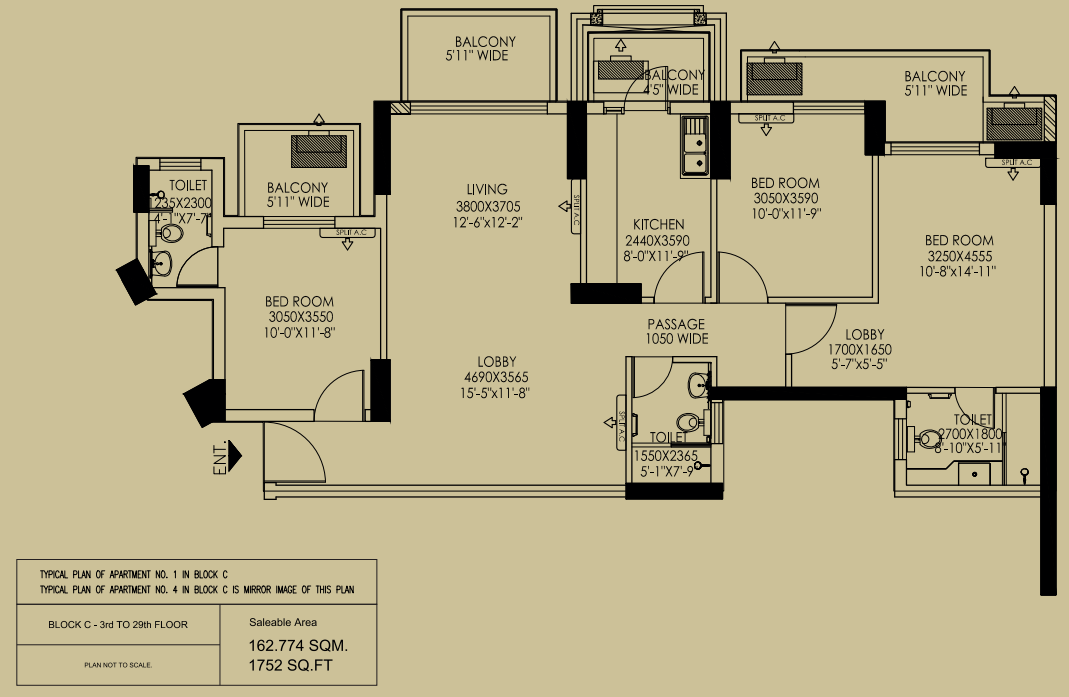 BALCONY
5'11" WIDE
BALCONY
4'5" WIDE
BALCONY
5'11" WIDE
SPLIT A.C
SPLIT A.C
TOILET
1235X2300
4'-1"X7'-7"
BALCONY
5'11" WIDE
SPLIT A.C
LIVING
3800X3705
12'-6"x12'-2"
SPLIT A.C
KITCHEN
2440X3590
8'-0"X11'-9"
BED ROOM
3050X3590
10'-0"x11'-9"
BED ROOM
3250X4555
10'-8"x14'-11"
BED ROOM
3050X3550
10'-0"X11'-8"
PASSAGE
1050 WIDE
LOBBY
1700X1650
5'-7"x5'-5"
LOBBY
4690X3565
15'-5"x11'-8"
SPLIT A.C
TOILET
1550X2365
5'-1"X7'-9"
TOILET
2700X1800
8'-10"X5'-11"
ENT.
TYPICAL PLAN OF APARTMENT NO. 1 IN BLOCK C
TYPICAL PLAN OF APARTMENT NO. 4 IN BLOCK C IS MIRROR IMAGE OF THIS PLAN
BLOCK C - 3rd TO 29th FLOOR
PLAN NOT TO SCALE.
Saleable Area
162.774 SQM.
1752 SQ.FT